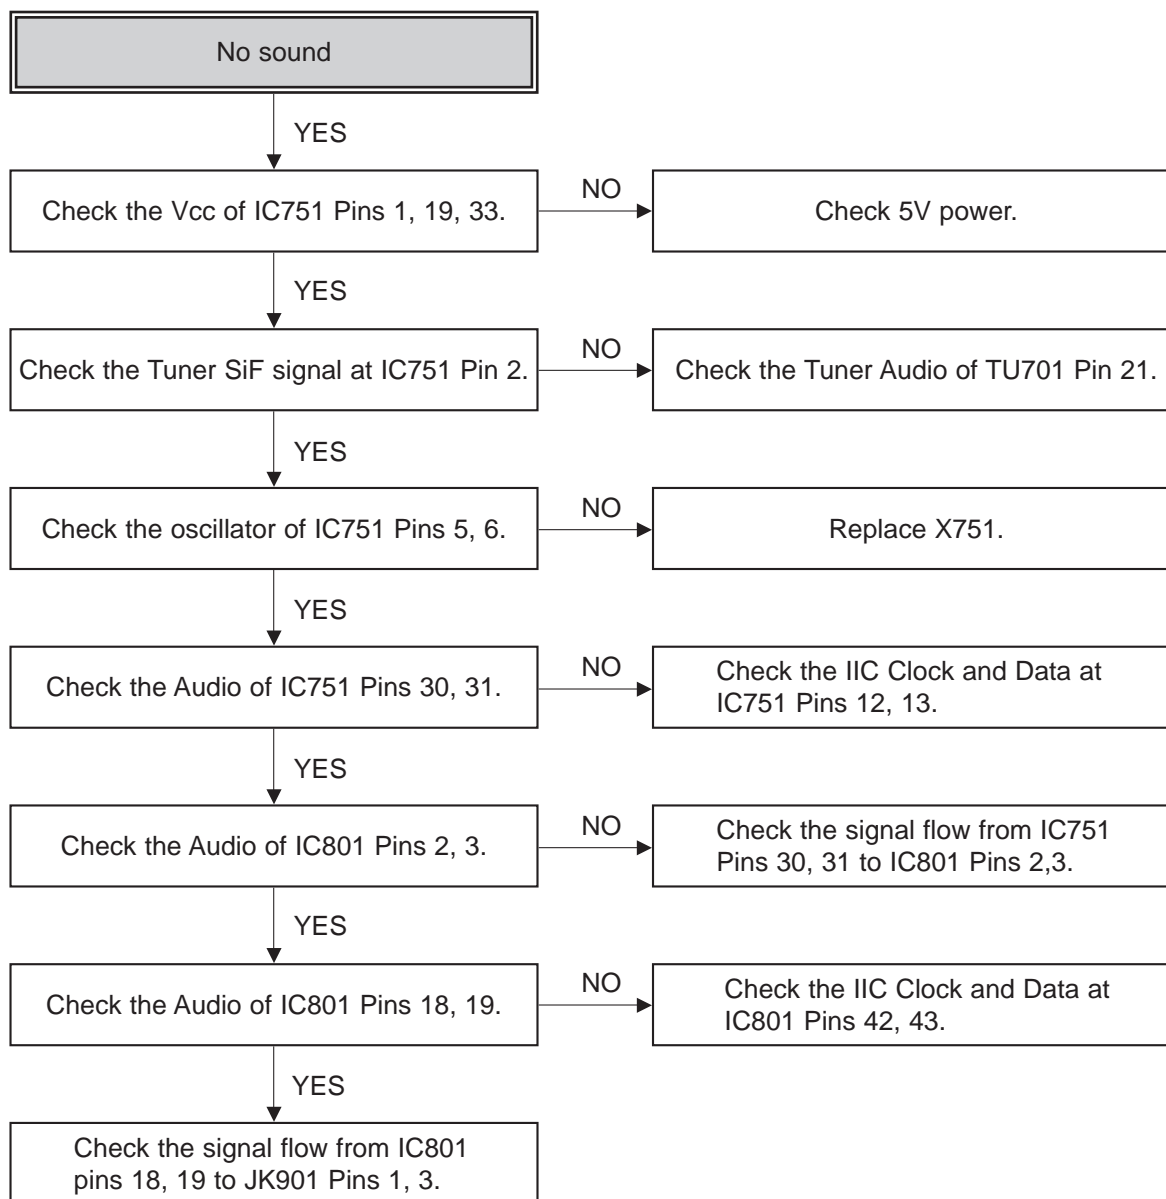 No sound
YES
Check the Vcc of IC751 Pins 1, 19, 33.
NO
Check 5V power.
YES
Check the Tuner SiF signal at IC751 Pin 2.
NO
Check the Tuner Audio of TU701 Pin 21.
YES
Check the oscillator of IC751 Pins 5, 6.
NO
Replace X751.
YES
Check the Audio of IC751 Pins 30, 31.
NO
Check the IIC Clock and Data at
IC751 Pins 12, 13.
YES
Check the Audio of IC801 Pins 2, 3.
NO
Check the signal flow from IC751
Pins 30, 31 to IC801 Pins 2,3.
YES
Check the Audio of IC801 Pins 18, 19.
NO
Check the IIC Clock and Data at
IC801 Pins 42, 43.
YES
Check the signal flow from IC801
pins 18, 19 to JK901 Pins 1, 3.